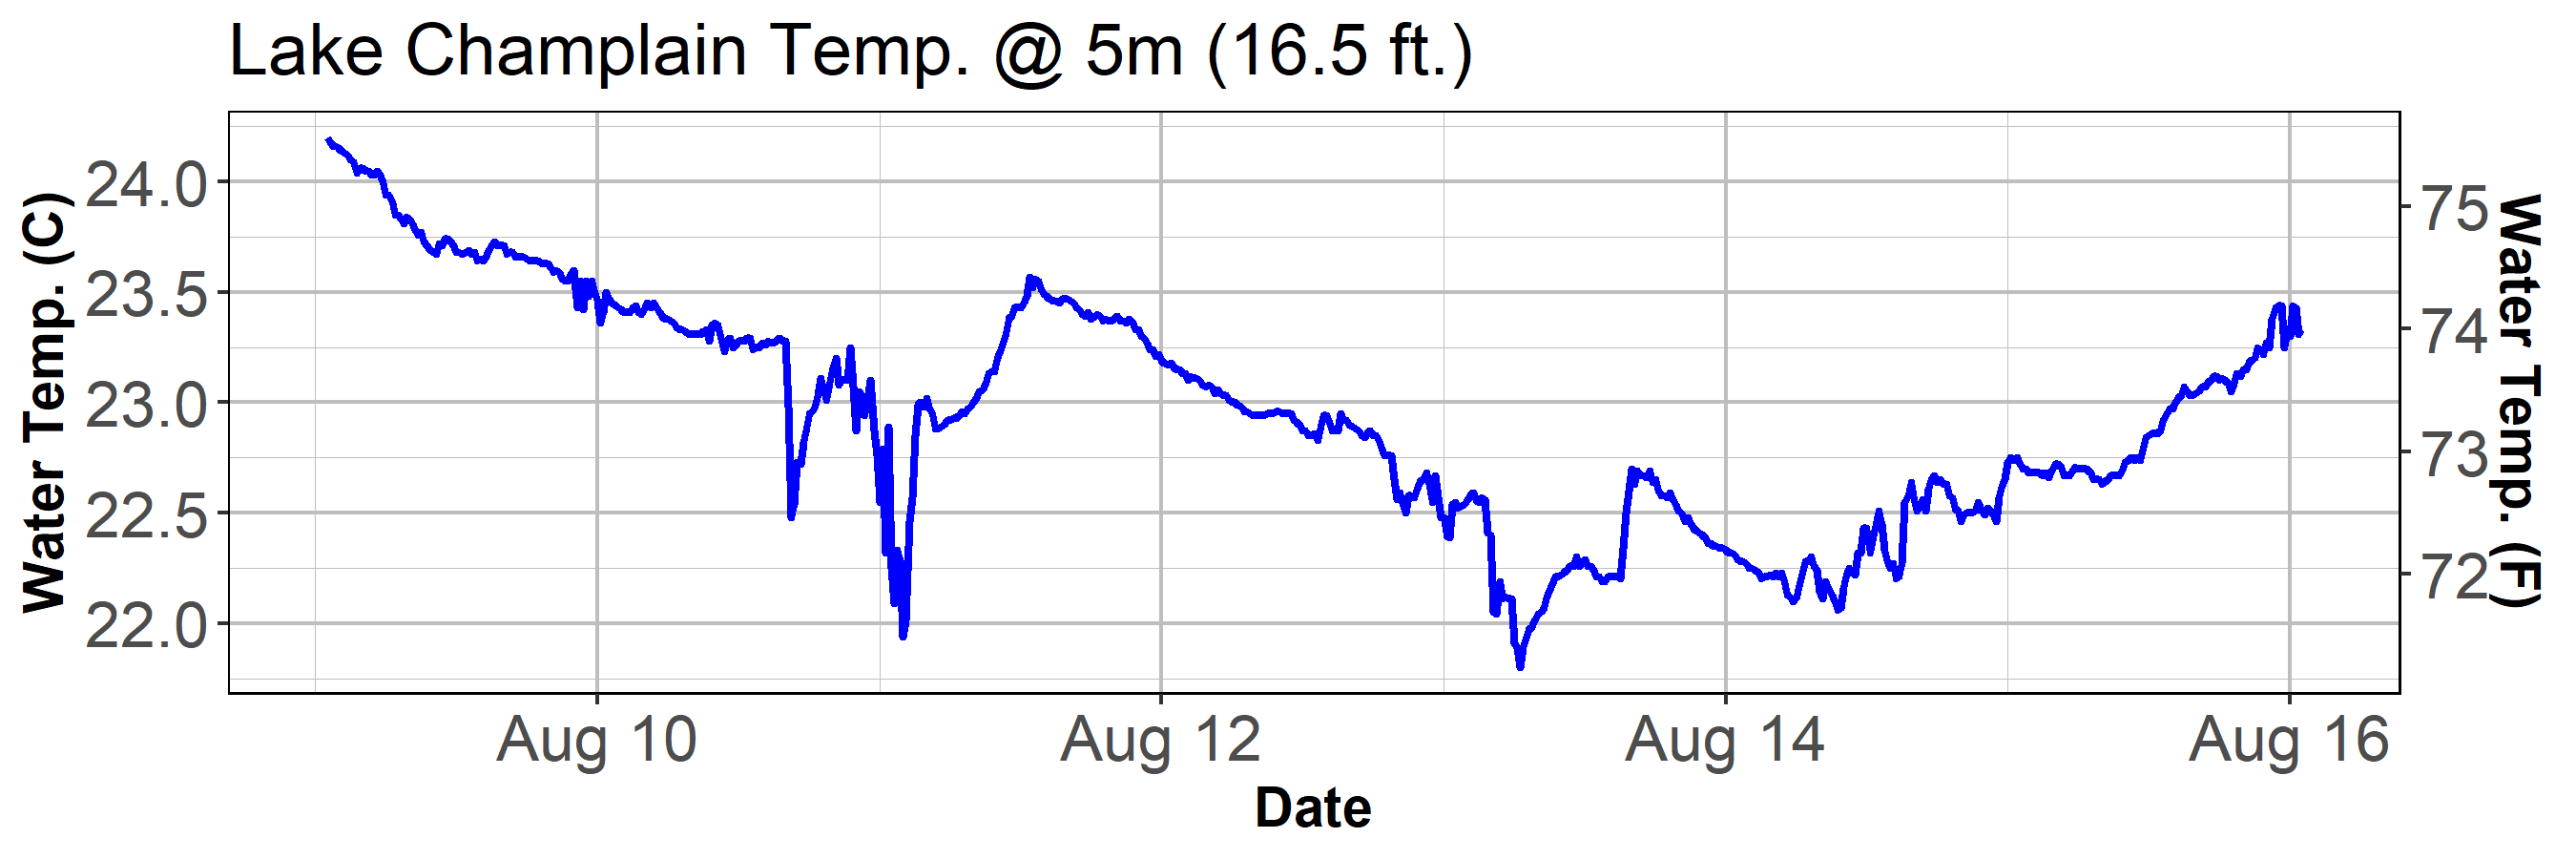 Lake Champlain Temp. @ 5m (16.5 ft.)
Water Temp. (C)
24.0
23.5
23.0
22.5
22.0
75
74
73
72
Water Temp. (F)
Aug 10
Aug 12
Aug 14
Aug 16
Date